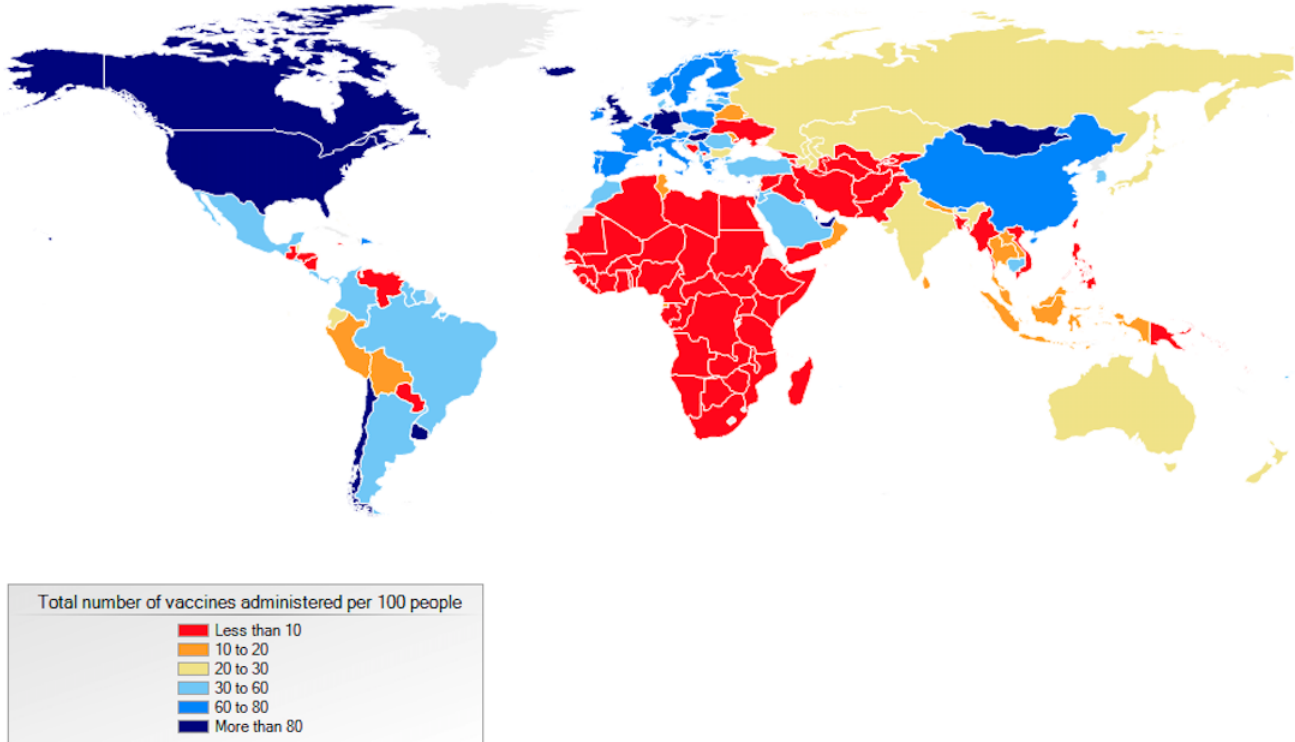 Total number of vaccines administered per 100 people
Less than 10
10 to 20
20 to 30
30 to 60
60 to 80
More than 80